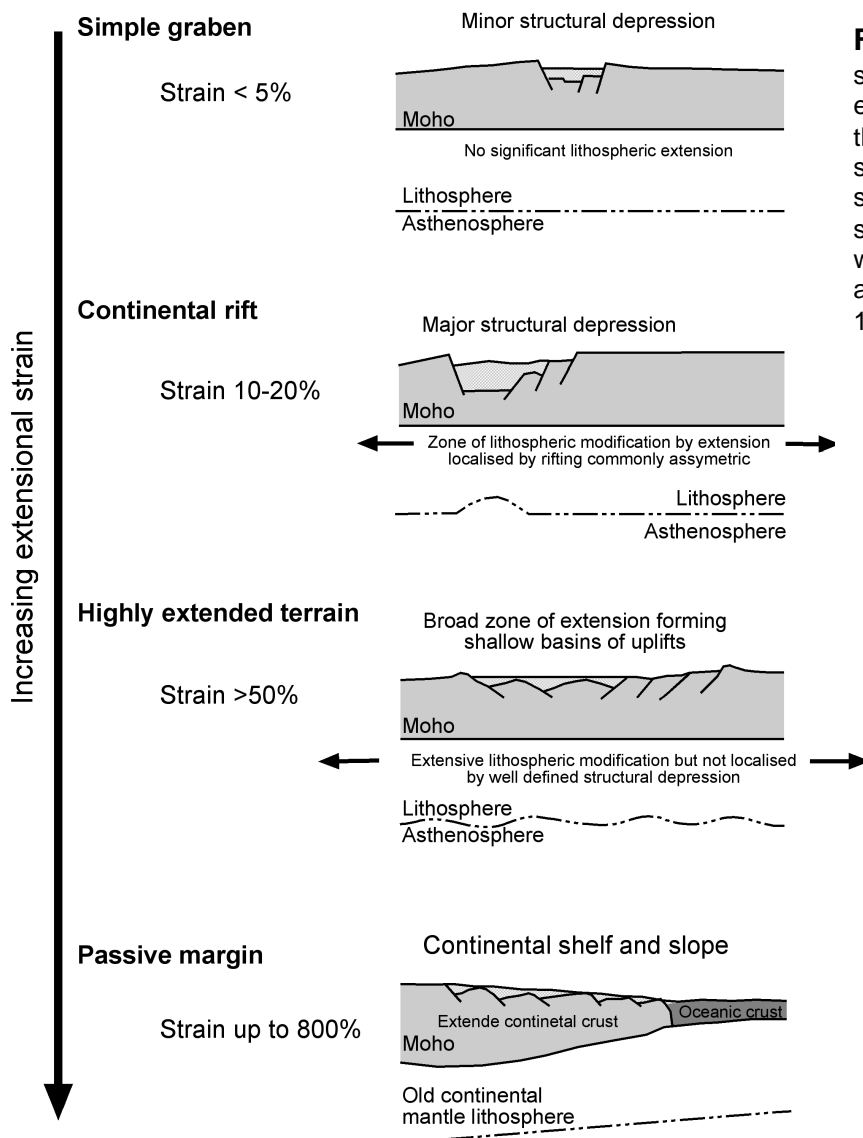 Simple graben
Minor structural depression
Strain < 5%
Moho
No significant lithospheric extension
Lithosphere
Asthenosphere
Continental rift
Major structural depression
Strain 10-20%
Moho
Zone of lithospheric modification by extension
localised by rifting commonly assymetric
Lithosphere
Asthenosphere
Increasing extensional strain
Highly extended terrain
Broad zone of extension forming
shallow basins of uplifts
Strain >50%
Moho
Extensive lithospheric modification but not localised
by well defined structural depression
Lithosphere
Asthenosphere
Passive margin
Continental shelf and slope
Strain up to 800%
Extende continetal crust
Oceanic crust
Moho
Old continental
mantle lithosphere